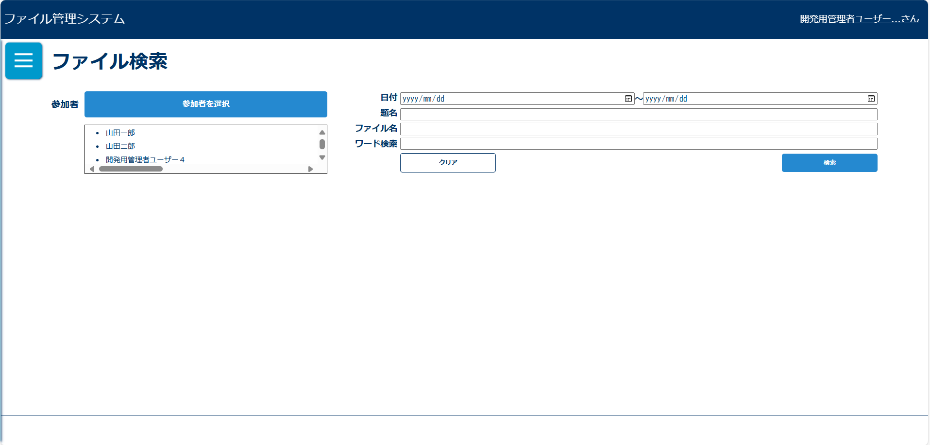 ファイル管理システム
開発用管理者ユーザー...さん
ファイル検索
参加者
参加者を選択
山田一郎
山田二郎
開発用管理者ユーザー４
日付
yyyy/mm/dd
～
yyyy/mm/dd
題名
ファイル名
ワード検索
クリア
検索